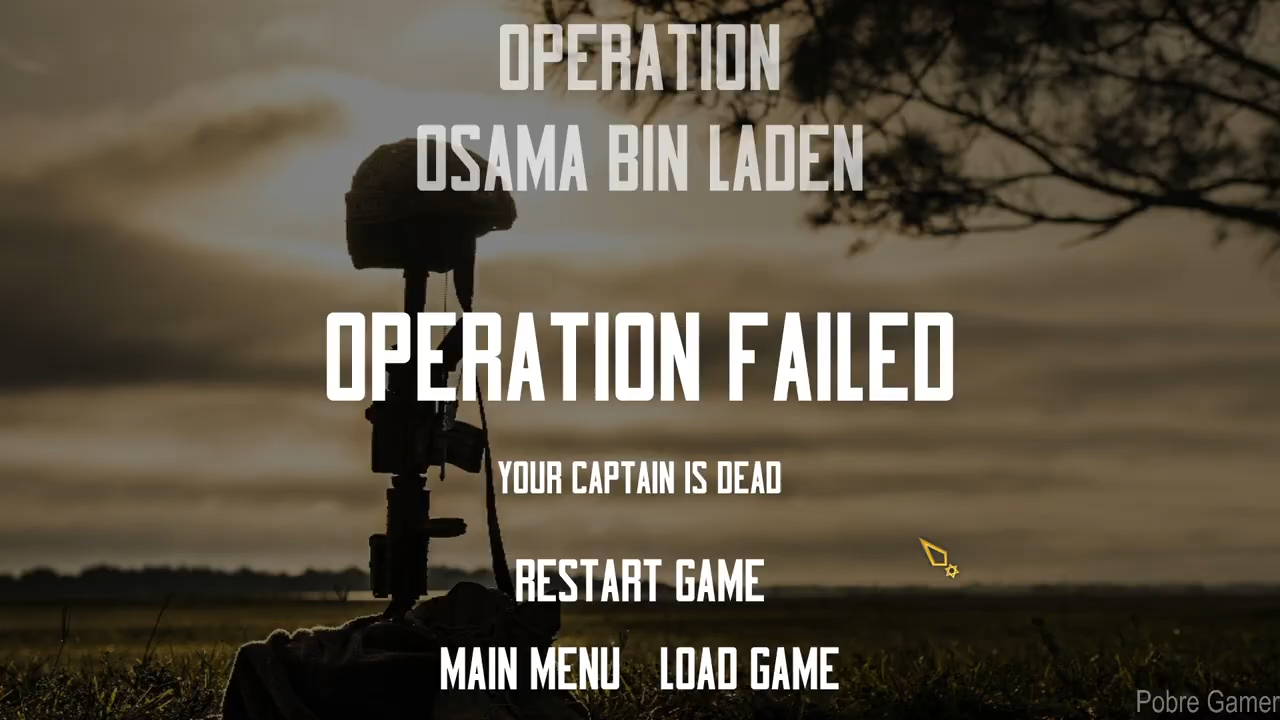 OPERATION
OSAMA BIN LADEN
OPERATION FAILED
YOUR CAPTAIN IS DEAD
RESTART GAME
MAIN MENU LOAD GAME
Pobre Gamer